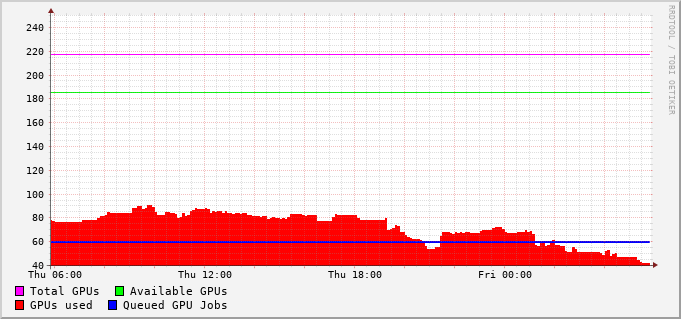 RRDTOOL / TOBI OETIKER
240
220
200
180
160
140
120
100
80
60
40
Thu 06:00 Thu 12:00 Thu 18:00 Fri 00:00
Total GPUs Available GPUs
GPUs used Queued GPU Jobs